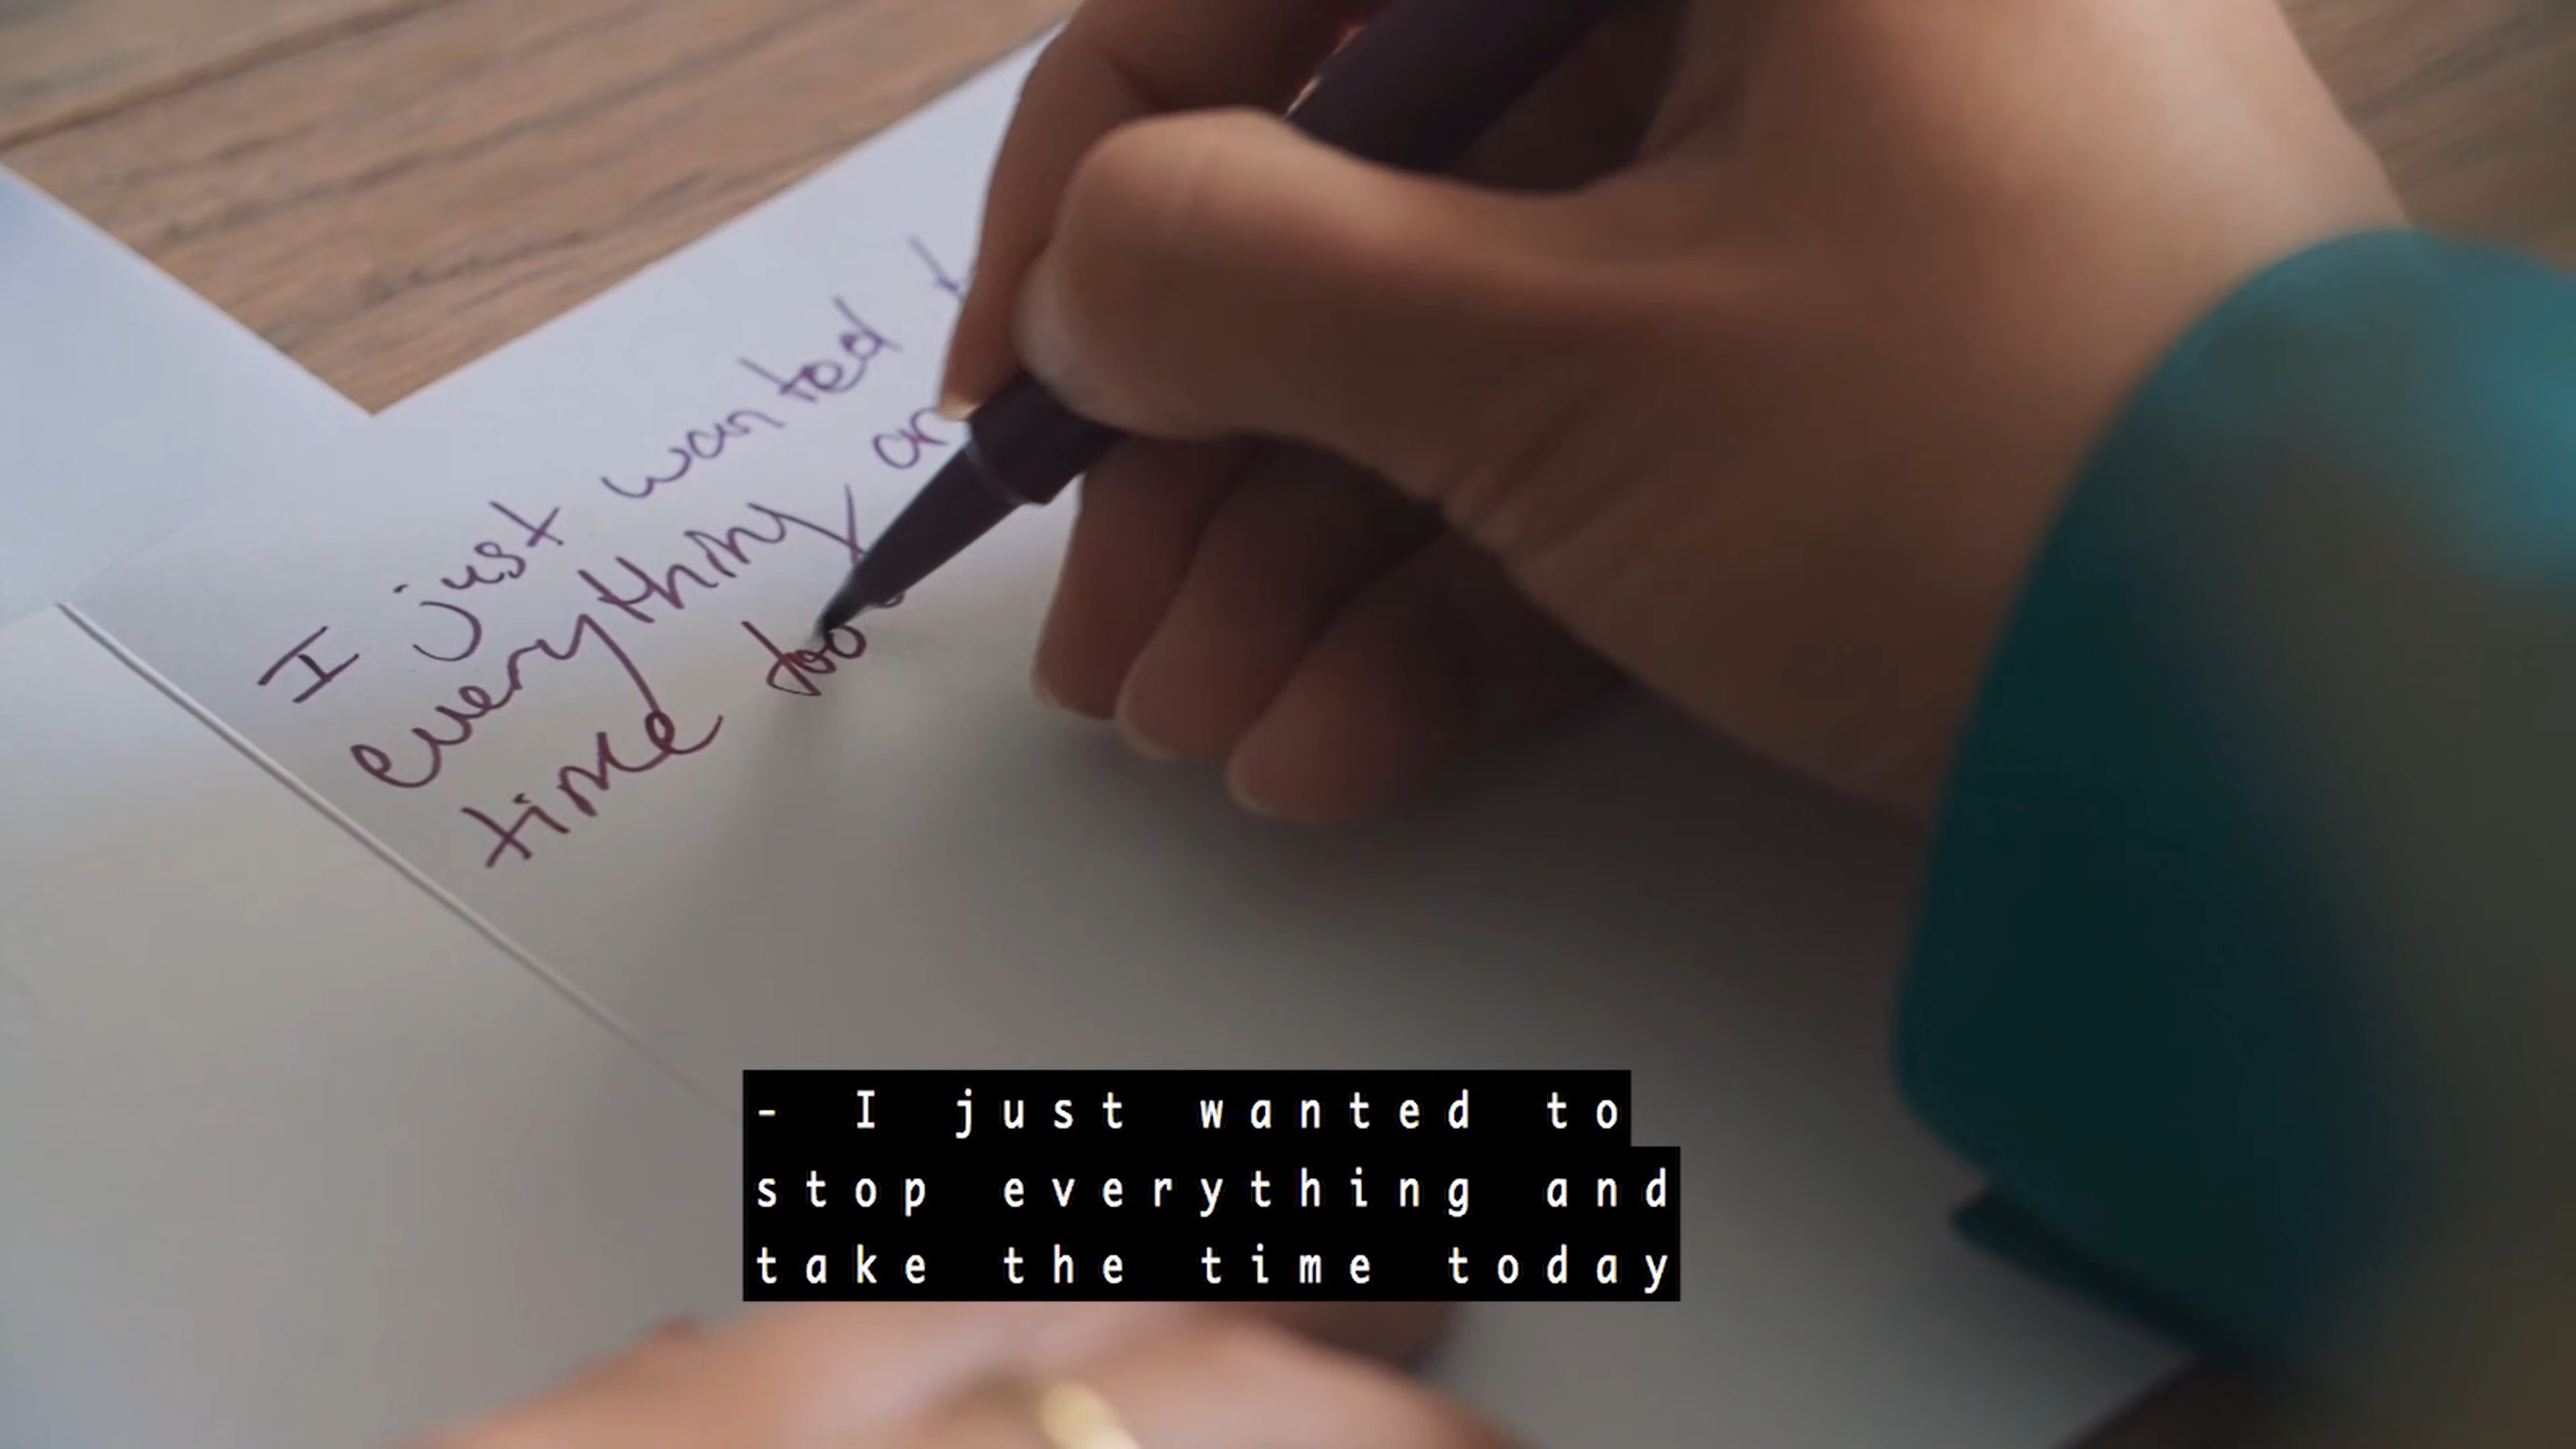 I just wanted
everything
time
- I just wanted to
stop everything and
take the time today